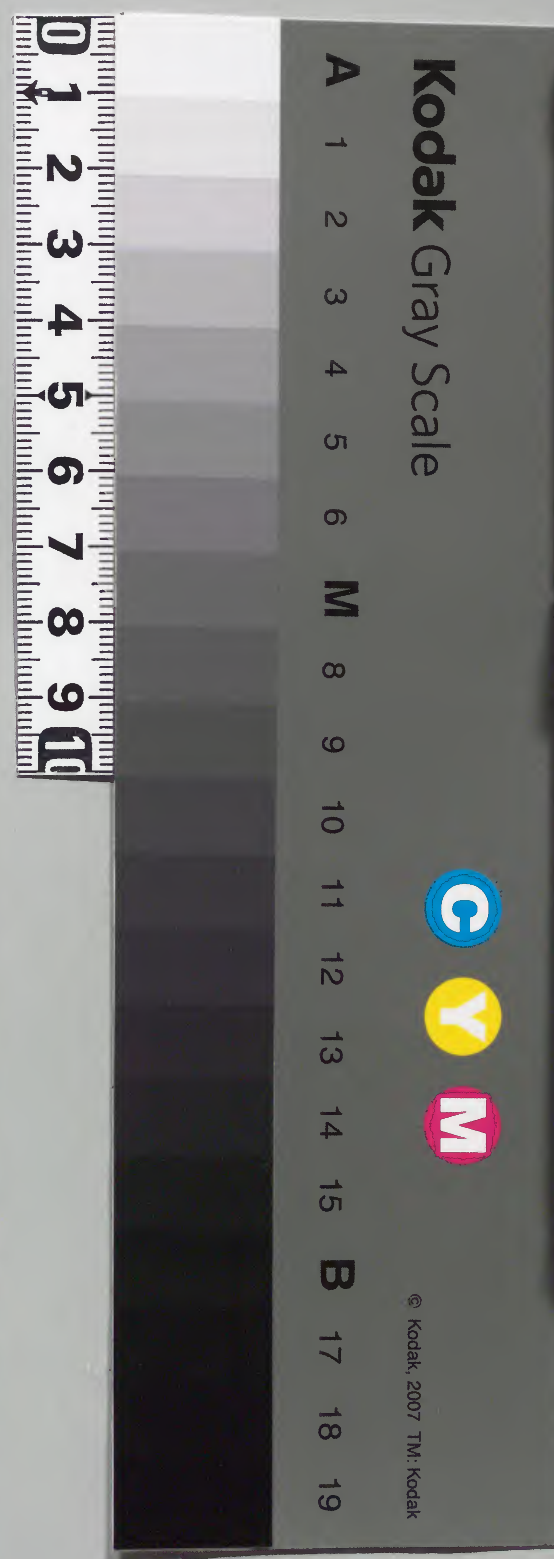 Kodak Gray Scale
C Y M
© Kodak, 2007 TM: Kodak
A 1 2 3 4 5 6 M 8 9 10 11 12 13 14 15 B 17 18 19
0 1 2 3 4 5 6 7 8 9 10